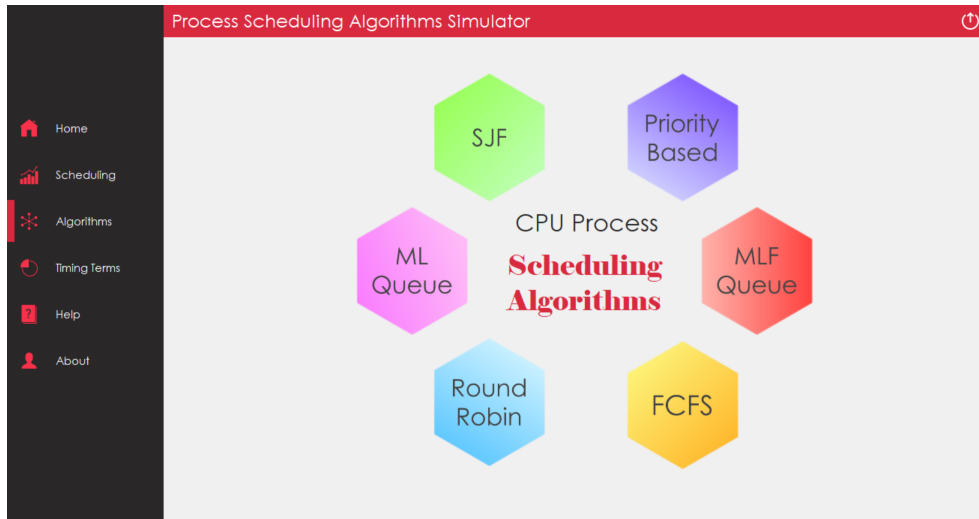 Process Scheduling Algorithms Simulator
Home
Scheduling
Algorithms
Timing Terms
?
Help
About
SJF
Priority
Based
CPU Process
Scheduling
Algorithms
ML
Queue
MLF
Queue
Round
Robin
FCFS